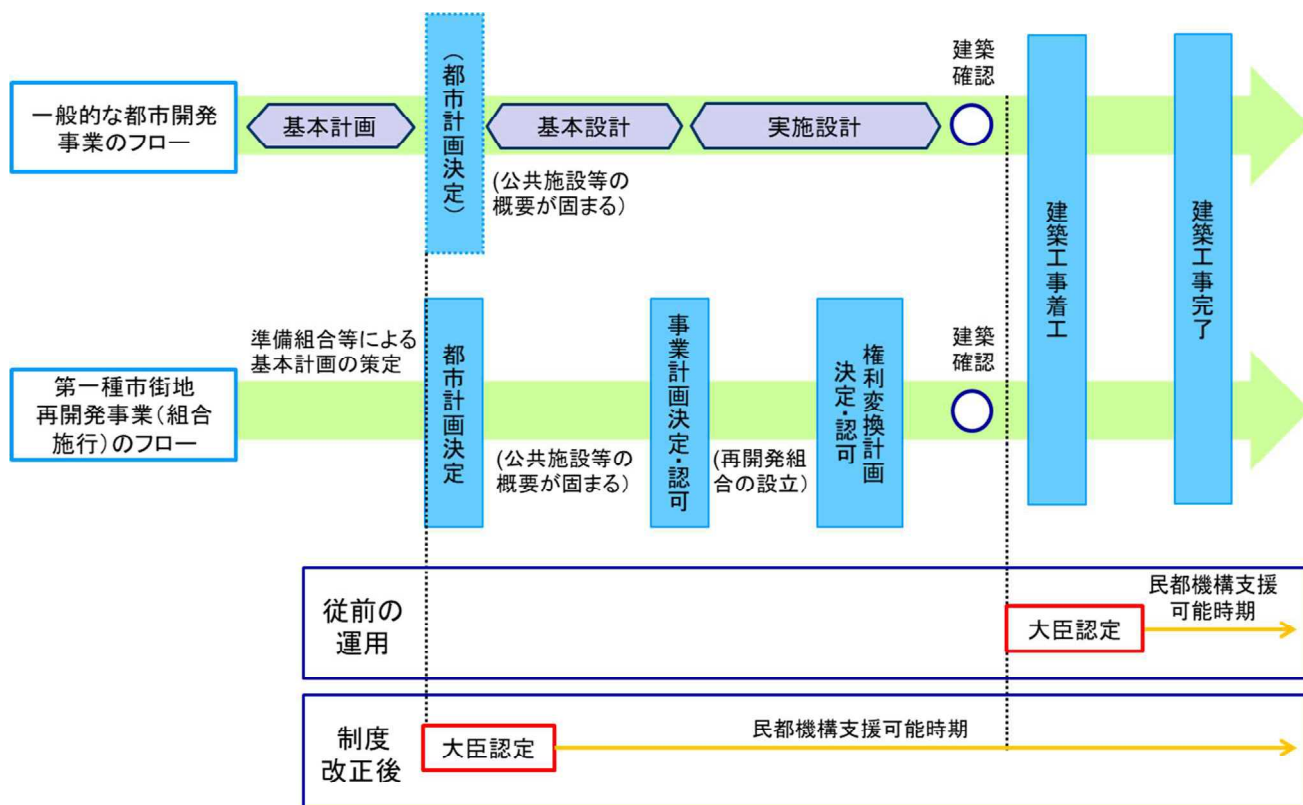 一般的な都市開発
事業のフロー
基本計画
（都市計画決定）
基本設計
(公共施設等の
概要が固まる）
実施設計
建築
確認
建築工事着工
建築工事完了
第一種市街地
再開発事業（組合
施行）のフロー
準備組合等による
基本計画の策定
都市計画決定
(公共施設等の
概要が固まる）
事業計画決定・認可
(再開発組
合の設立）
権利変換計画
決定・認可
建築
確認
従前の
運用
大臣認定
民都機構支援
可能時期
制度
改正後
大臣認定
民都機構支援可能時期